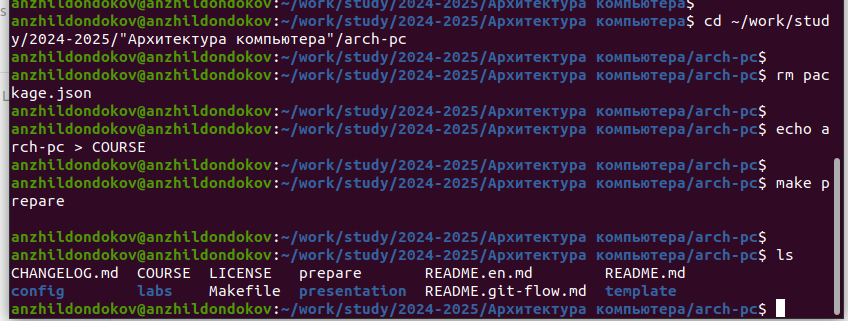 anzhildondokov@anzhildondokov:~/work/study/2024-2025/Архитектура компьютера$
anzhildondokov@anzhildondokov:~/work/study/2024-2025/Архитектура компьютера$ cd ~/work/stud
y/2024-2025/"Архитектура компьютера"/arch-pc
anzhildondokov@anzhildondokov:~/work/study/2024-2025/Архитектура компьютера/arch-pc$
anzhildondokov@anzhildondokov:~/work/study/2024-2025/Архитектура компьютера/arch-pc$ rm pac
kage.json
anzhildondokov@anzhildondokov:~/work/study/2024-2025/Архитектура компьютера/arch-pc$
anzhildondokov@anzhildondokov:~/work/study/2024-2025/Архитектура компьютера/arch-pc$ echo a
rch-pc > COURSE
anzhildondokov@anzhildondokov:~/work/study/2024-2025/Архитектура компьютера/arch-pc$
anzhildondokov@anzhildondokov:~/work/study/2024-2025/Архитектура компьютера/arch-pc$ make p
repare
anzhildondokov@anzhildondokov:~/work/study/2024-2025/Архитектура компьютера/arch-pc$
anzhildondokov@anzhildondokov:~/work/study/2024-2025/Архитектура компьютера/arch-pc$ ls
CHANGELOG.md COURSE LICENSE prepare README.en.md README.md
config labs Makefile presentation README.git-flow.md template
anzhildondokov@anzhildondokov:~/work/study/2024-2025/Архитектура компьютера/arch-pc$